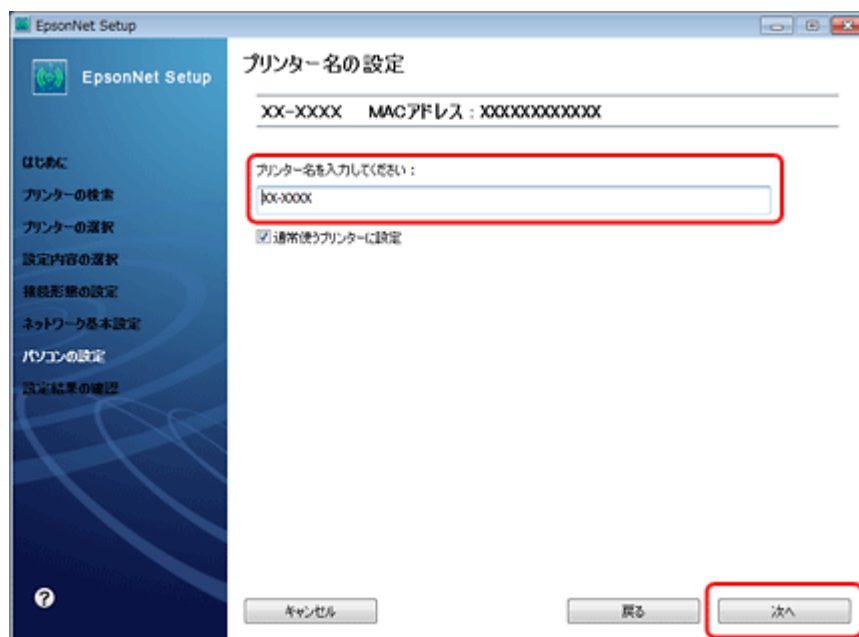 EpsonNet Setup
EpsonNet Setup
はじめに
プリンターの検索
プリンターの選択
設定内容の選択
接続形態の設定
ネットワーク基本設定
パソコンの設定
設定結果の確認
プリンター名の設定
XX-XXXX MACアドレス：XXXXXXXXXXXX
プリンター名を入力してください：
XX-XXXX
通常使うプリンターに設定
?
キャンセル
戻る
次へ